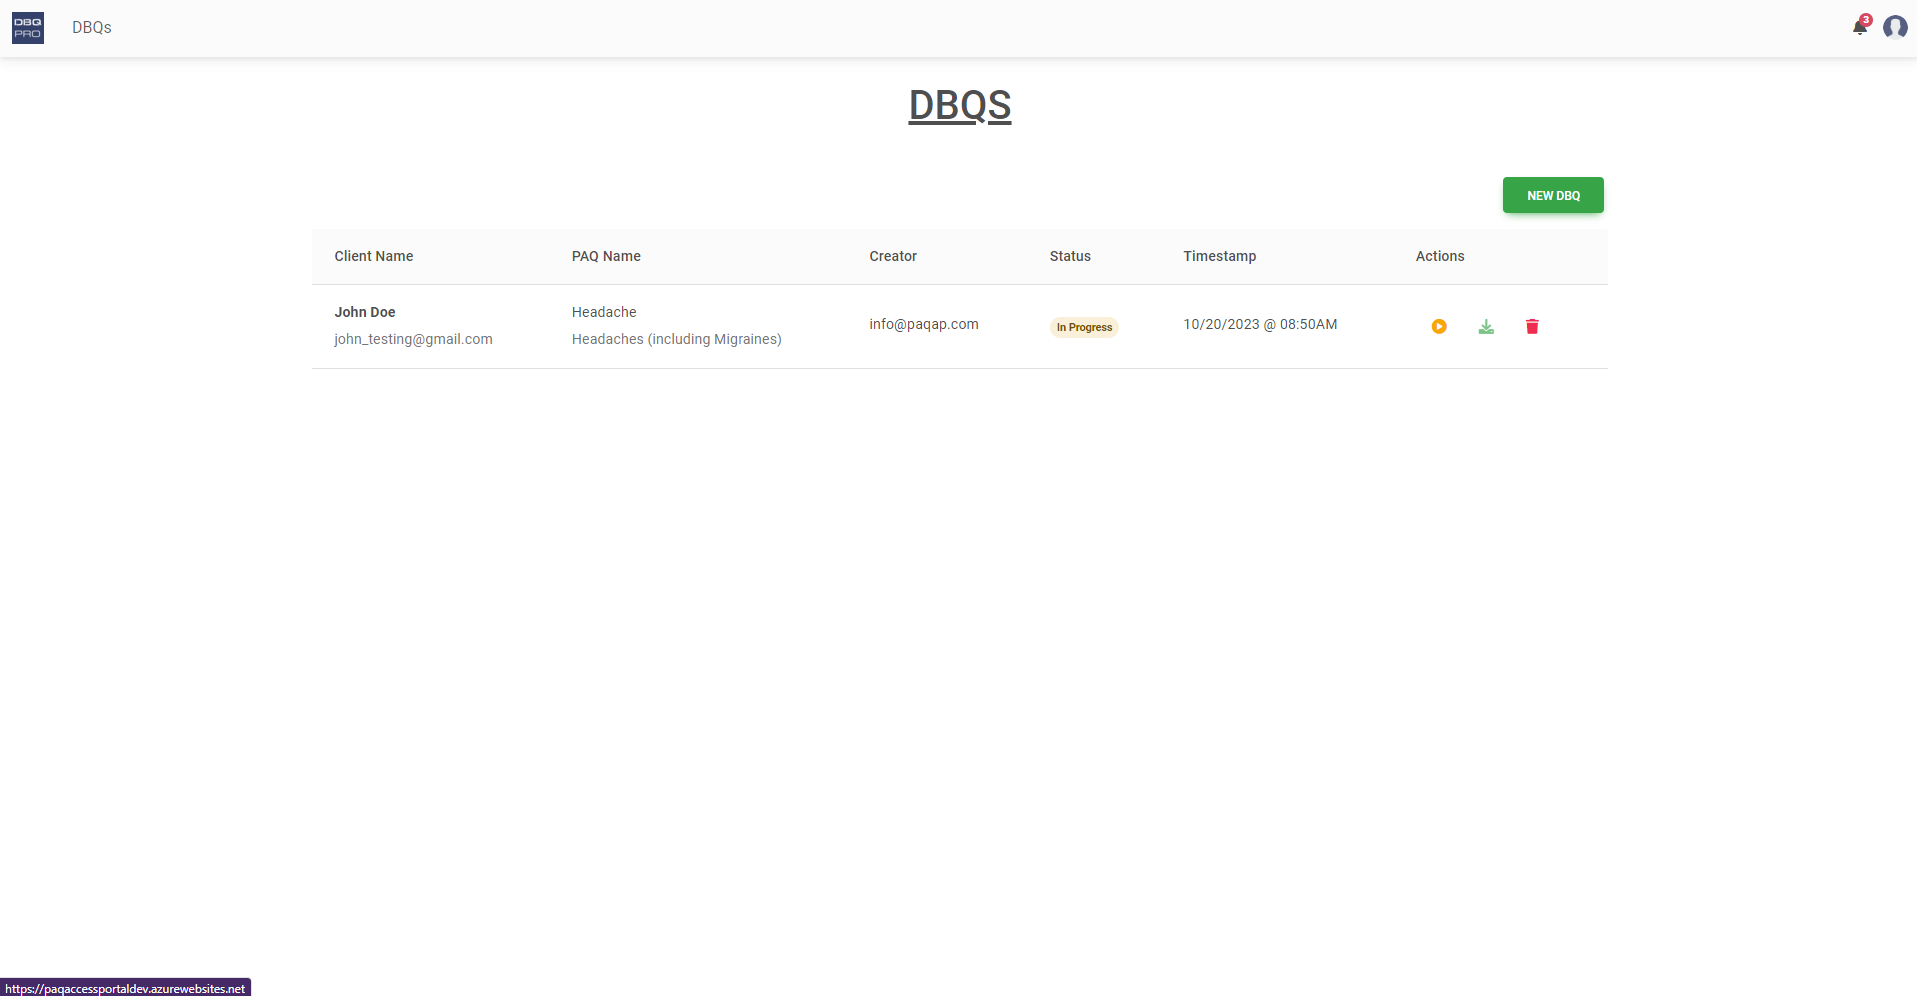 DBQ
PRO
DBQs
3
DBQS
NEW DBQ
Client Name PAQ Name Creator Status Timestamp Actions
John Doe Headache
info@paqap.com In Progress 10/20/2023 @ 08:50AM
john_testing@gmail.com Headaches (including Migraines)
https://paqaccessportaldev.azurewebsites.net